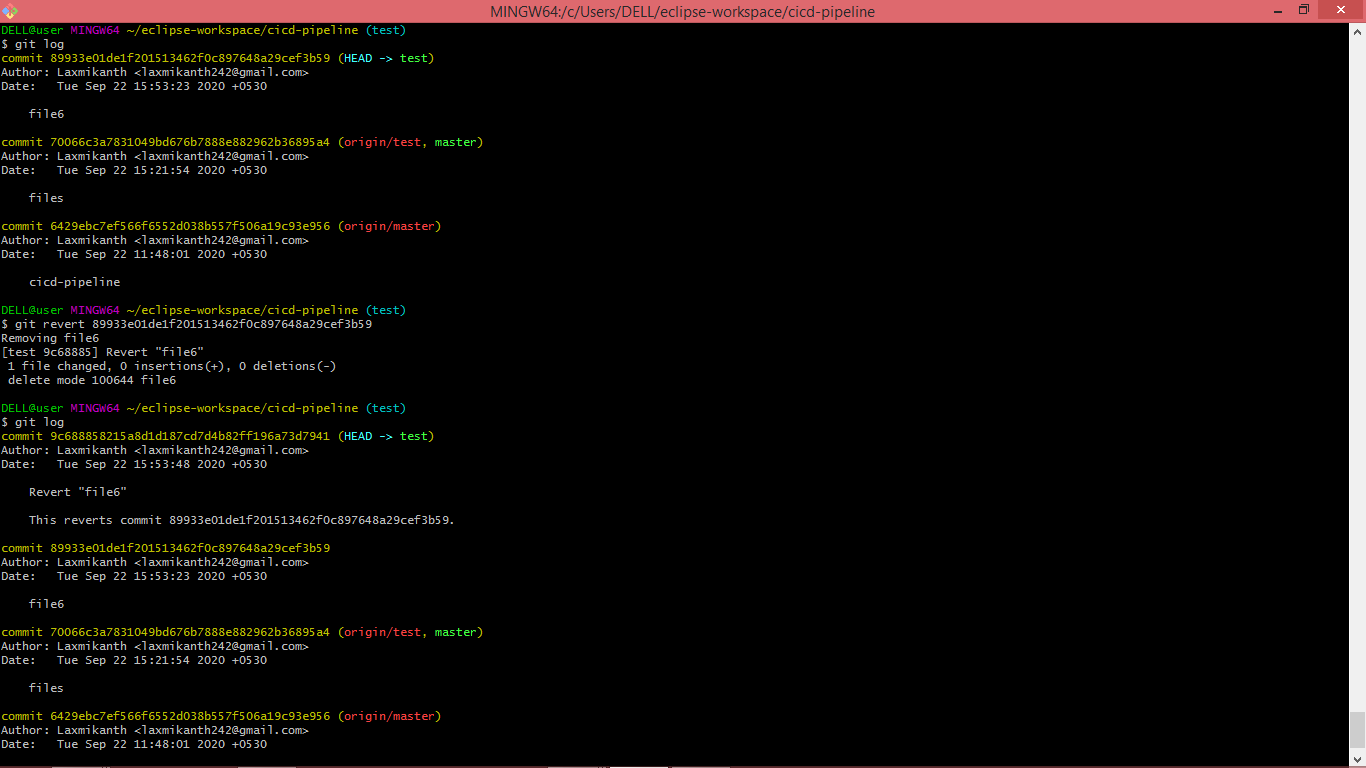 MINGW64:/c/Users/DELL/eclipse-workspace/cicd-pipeline
DELL@user MINGW64 ~/eclipse-workspace/cicd-pipeline (test)
$ git log
commit 89933e01de1f201513462f0c897648a29cef3b59 (HEAD -> test)
Author: Laxmikanth <laxmikanth242@gmail.com>
Date:   Tue Sep 22 15:53:23 2020 +0530
    file6
commit 70066c3a7831049bd676b7888e882962b36895a4 (origin/test, master)
Author: Laxmikanth <laxmikanth242@gmail.com>
Date:   Tue Sep 22 15:21:54 2020 +0530
    files
commit 6429ebc7ef566f6552d038b557f506a19c93e956 (origin/master)
Author: Laxmikanth <laxmikanth242@gmail.com>
Date:   Tue Sep 22 11:48:01 2020 +0530
    cicd-pipeline
DELL@user MINGW64 ~/eclipse-workspace/cicd-pipeline (test)
$ git revert 89933e01de1f201513462f0c897648a29cef3b59
Removing file6
[test 9c68885] Revert "file6"
 1 file changed, 0 insertions(+), 0 deletions(-)
 delete mode 100644 file6
DELL@user MINGW64 ~/eclipse-workspace/cicd-pipeline (test)
$ git log
commit 9c688858215a8d1d187cd7d4b82ff196a73d7941 (HEAD -> test)
Author: Laxmikanth <laxmikanth242@gmail.com>
Date:   Tue Sep 22 15:53:48 2020 +0530
    Revert "file6"
    This reverts commit 89933e01de1f201513462f0c897648a29cef3b59.
commit 89933e01de1f201513462f0c897648a29cef3b59
Author: Laxmikanth <laxmikanth242@gmail.com>
Date:   Tue Sep 22 15:53:23 2020 +0530
    file6
commit 70066c3a7831049bd676b7888e882962b36895a4 (origin/test, master)
Author: Laxmikanth <laxmikanth242@gmail.com>
Date:   Tue Sep 22 15:21:54 2020 +0530
    files
commit 6429ebc7ef566f6552d038b557f506a19c93e956 (origin/master)
Author: Laxmikanth <laxmikanth242@gmail.com>
Date:   Tue Sep 22 11:48:01 2020 +0530